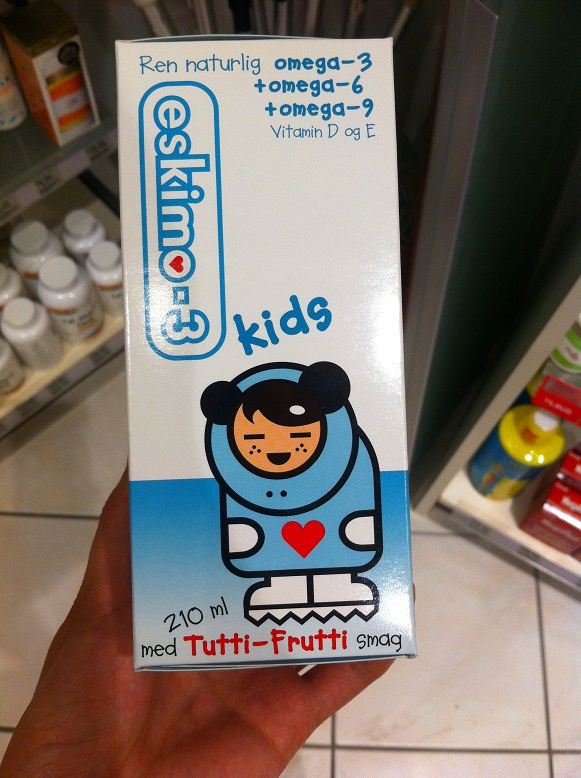 Ren naturlig omega-3
+omega-6
+omega-9
Vitamin D og E
eskimo-3
kids
210 ml
med Tutti-Frutti smag